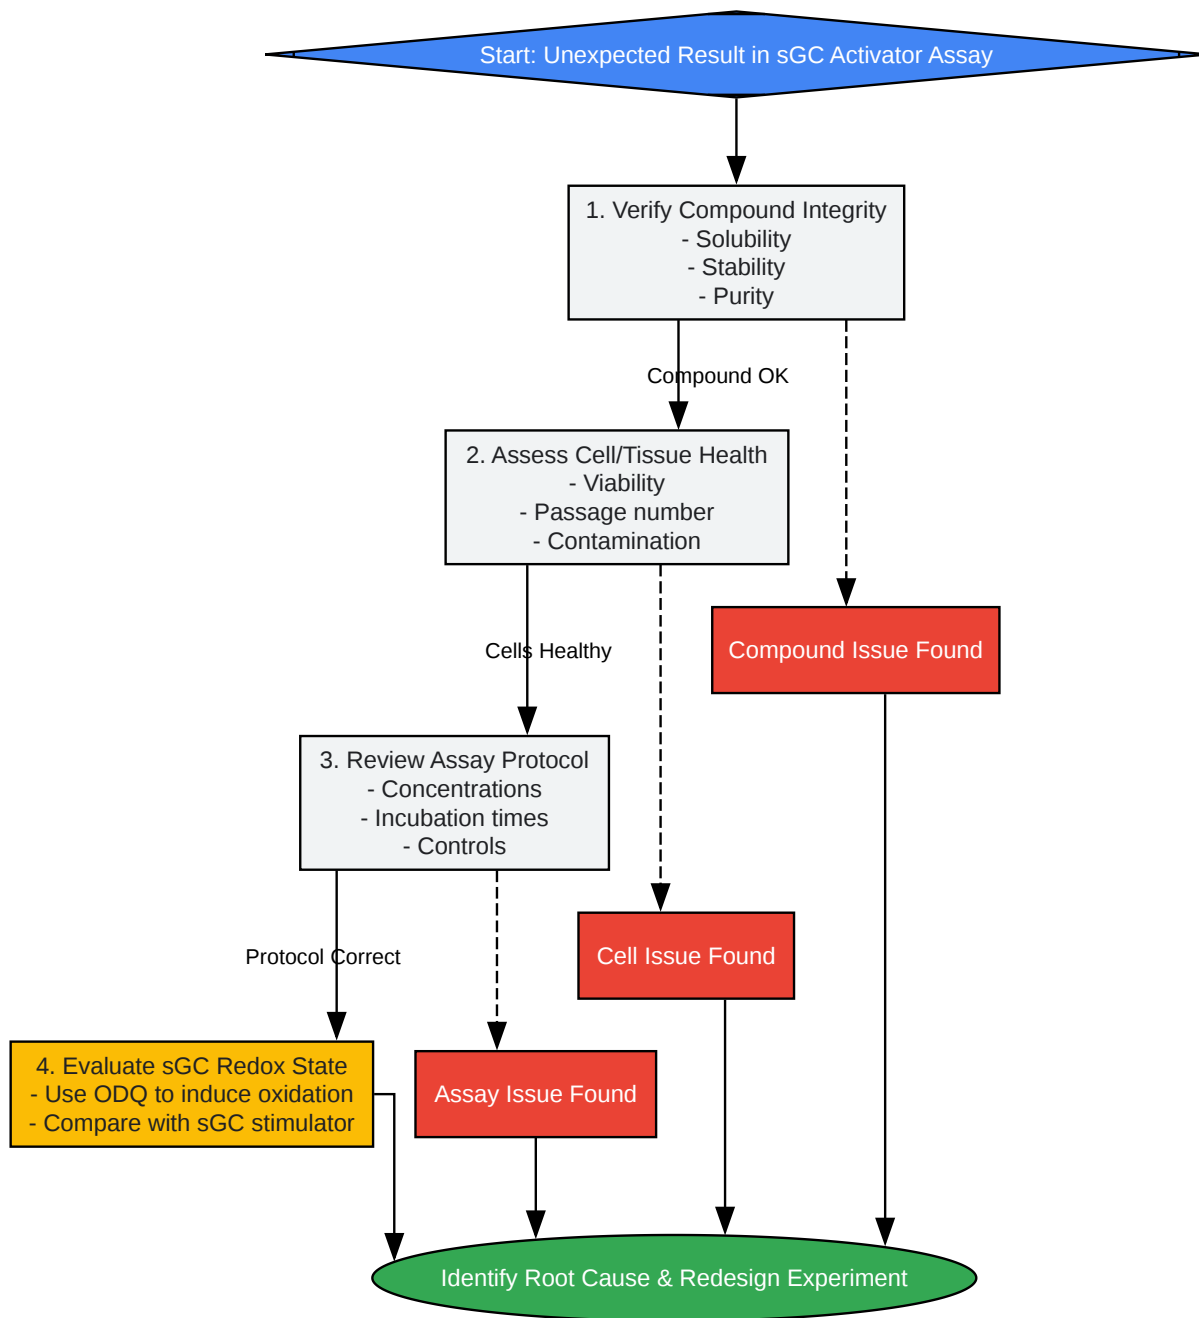 Start: Unexpected Result in sGC Activator Assay
1. Verify Compound Integrity
- Solubility
- Stability
- Purity
Compound OK
2. Assess Cell/Tissue Health
- Viability
- Passage number
- Contamination
Cells Healthy
Compound Issue Found
3. Review Assay Protocol
- Concentrations
- Incubation times
- Controls
Protocol Correct
Cell Issue Found
4. Evaluate sGC Redox State
- Use ODQ to induce oxidation
- Compare with sGC stimulator
Assay Issue Found
Identify Root Cause & Redesign Experiment